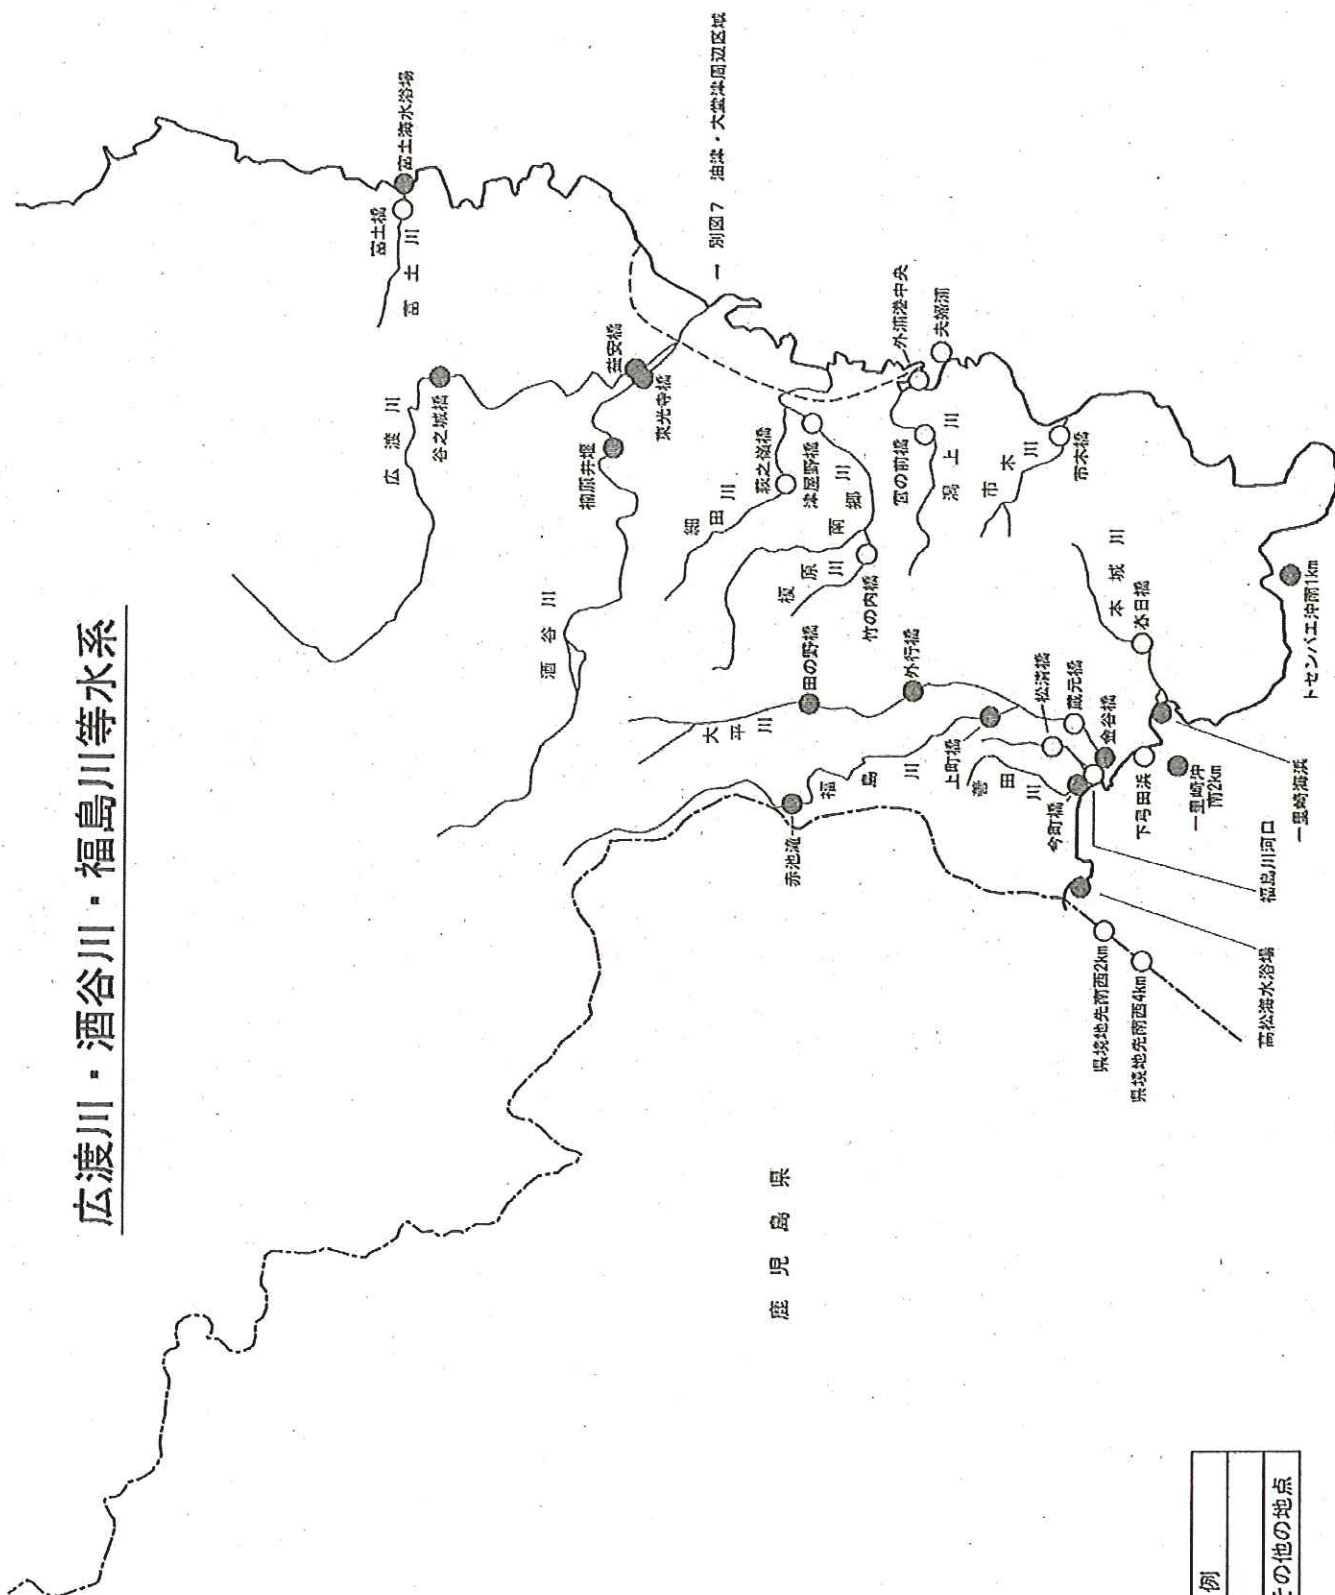 広渡川・酒谷川・福島川等水系
富土海水浴場
富土橋
富土川
広渡川
谷之城橋
益安橋
東光寺橋
楠原井堰
酒谷川
別図7 油津・大堂津周辺区域
細田川
萩之嶺橋
津屋野橋
南郷川
榎原川
竹の内橋
外浦港中央
夫婦浦
宮の前橋
潟上川
市木川
市木橋
大平川
田の野橋
外行橋
福島川
赤池滝
上町橋
松清橋
蔵元橋
金谷橋
善田川
今町橋
本城川
春日橋
下弓田浜
一里崎沖
南2km
一里崎海浜
トセンバエ沖南1km
福島川河口
高松海水浴場
県境地先南西2km
県境地先南西4km
鹿児島県
例
その他の地点